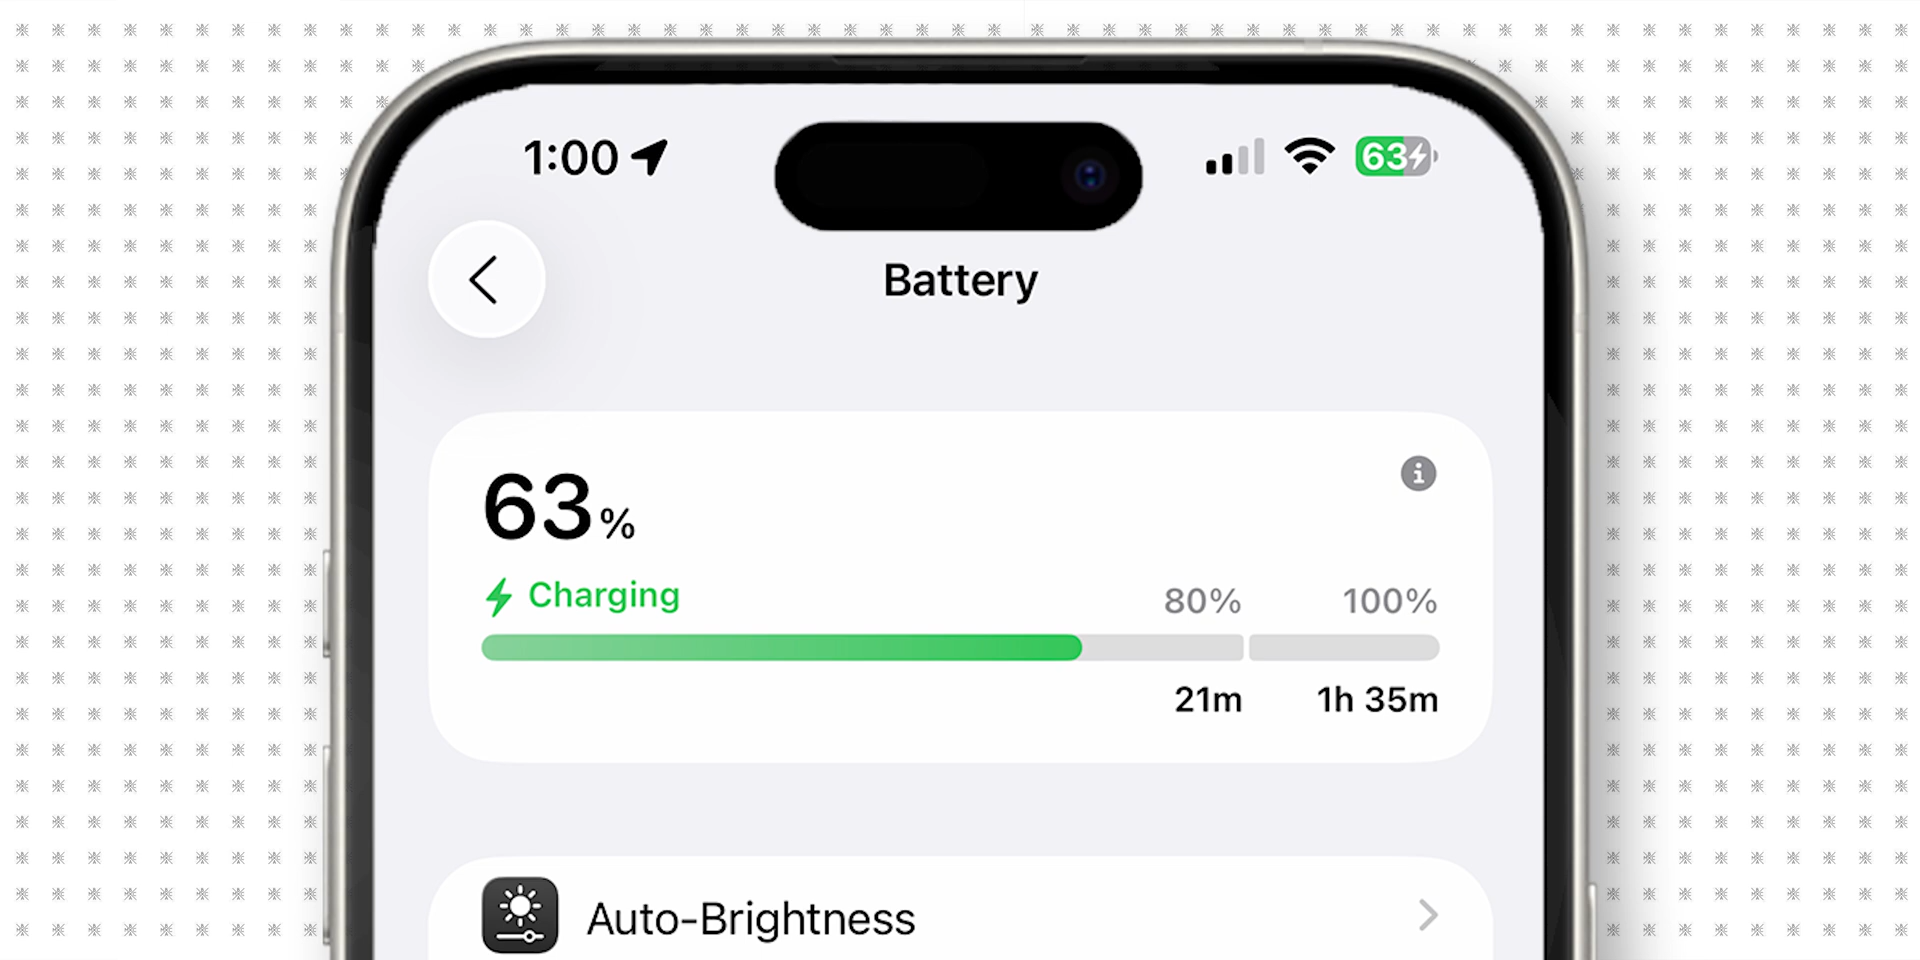 1:00 63
Battery
63%
Charging 80% 100%
21m 1h 35m
Auto-Brightness